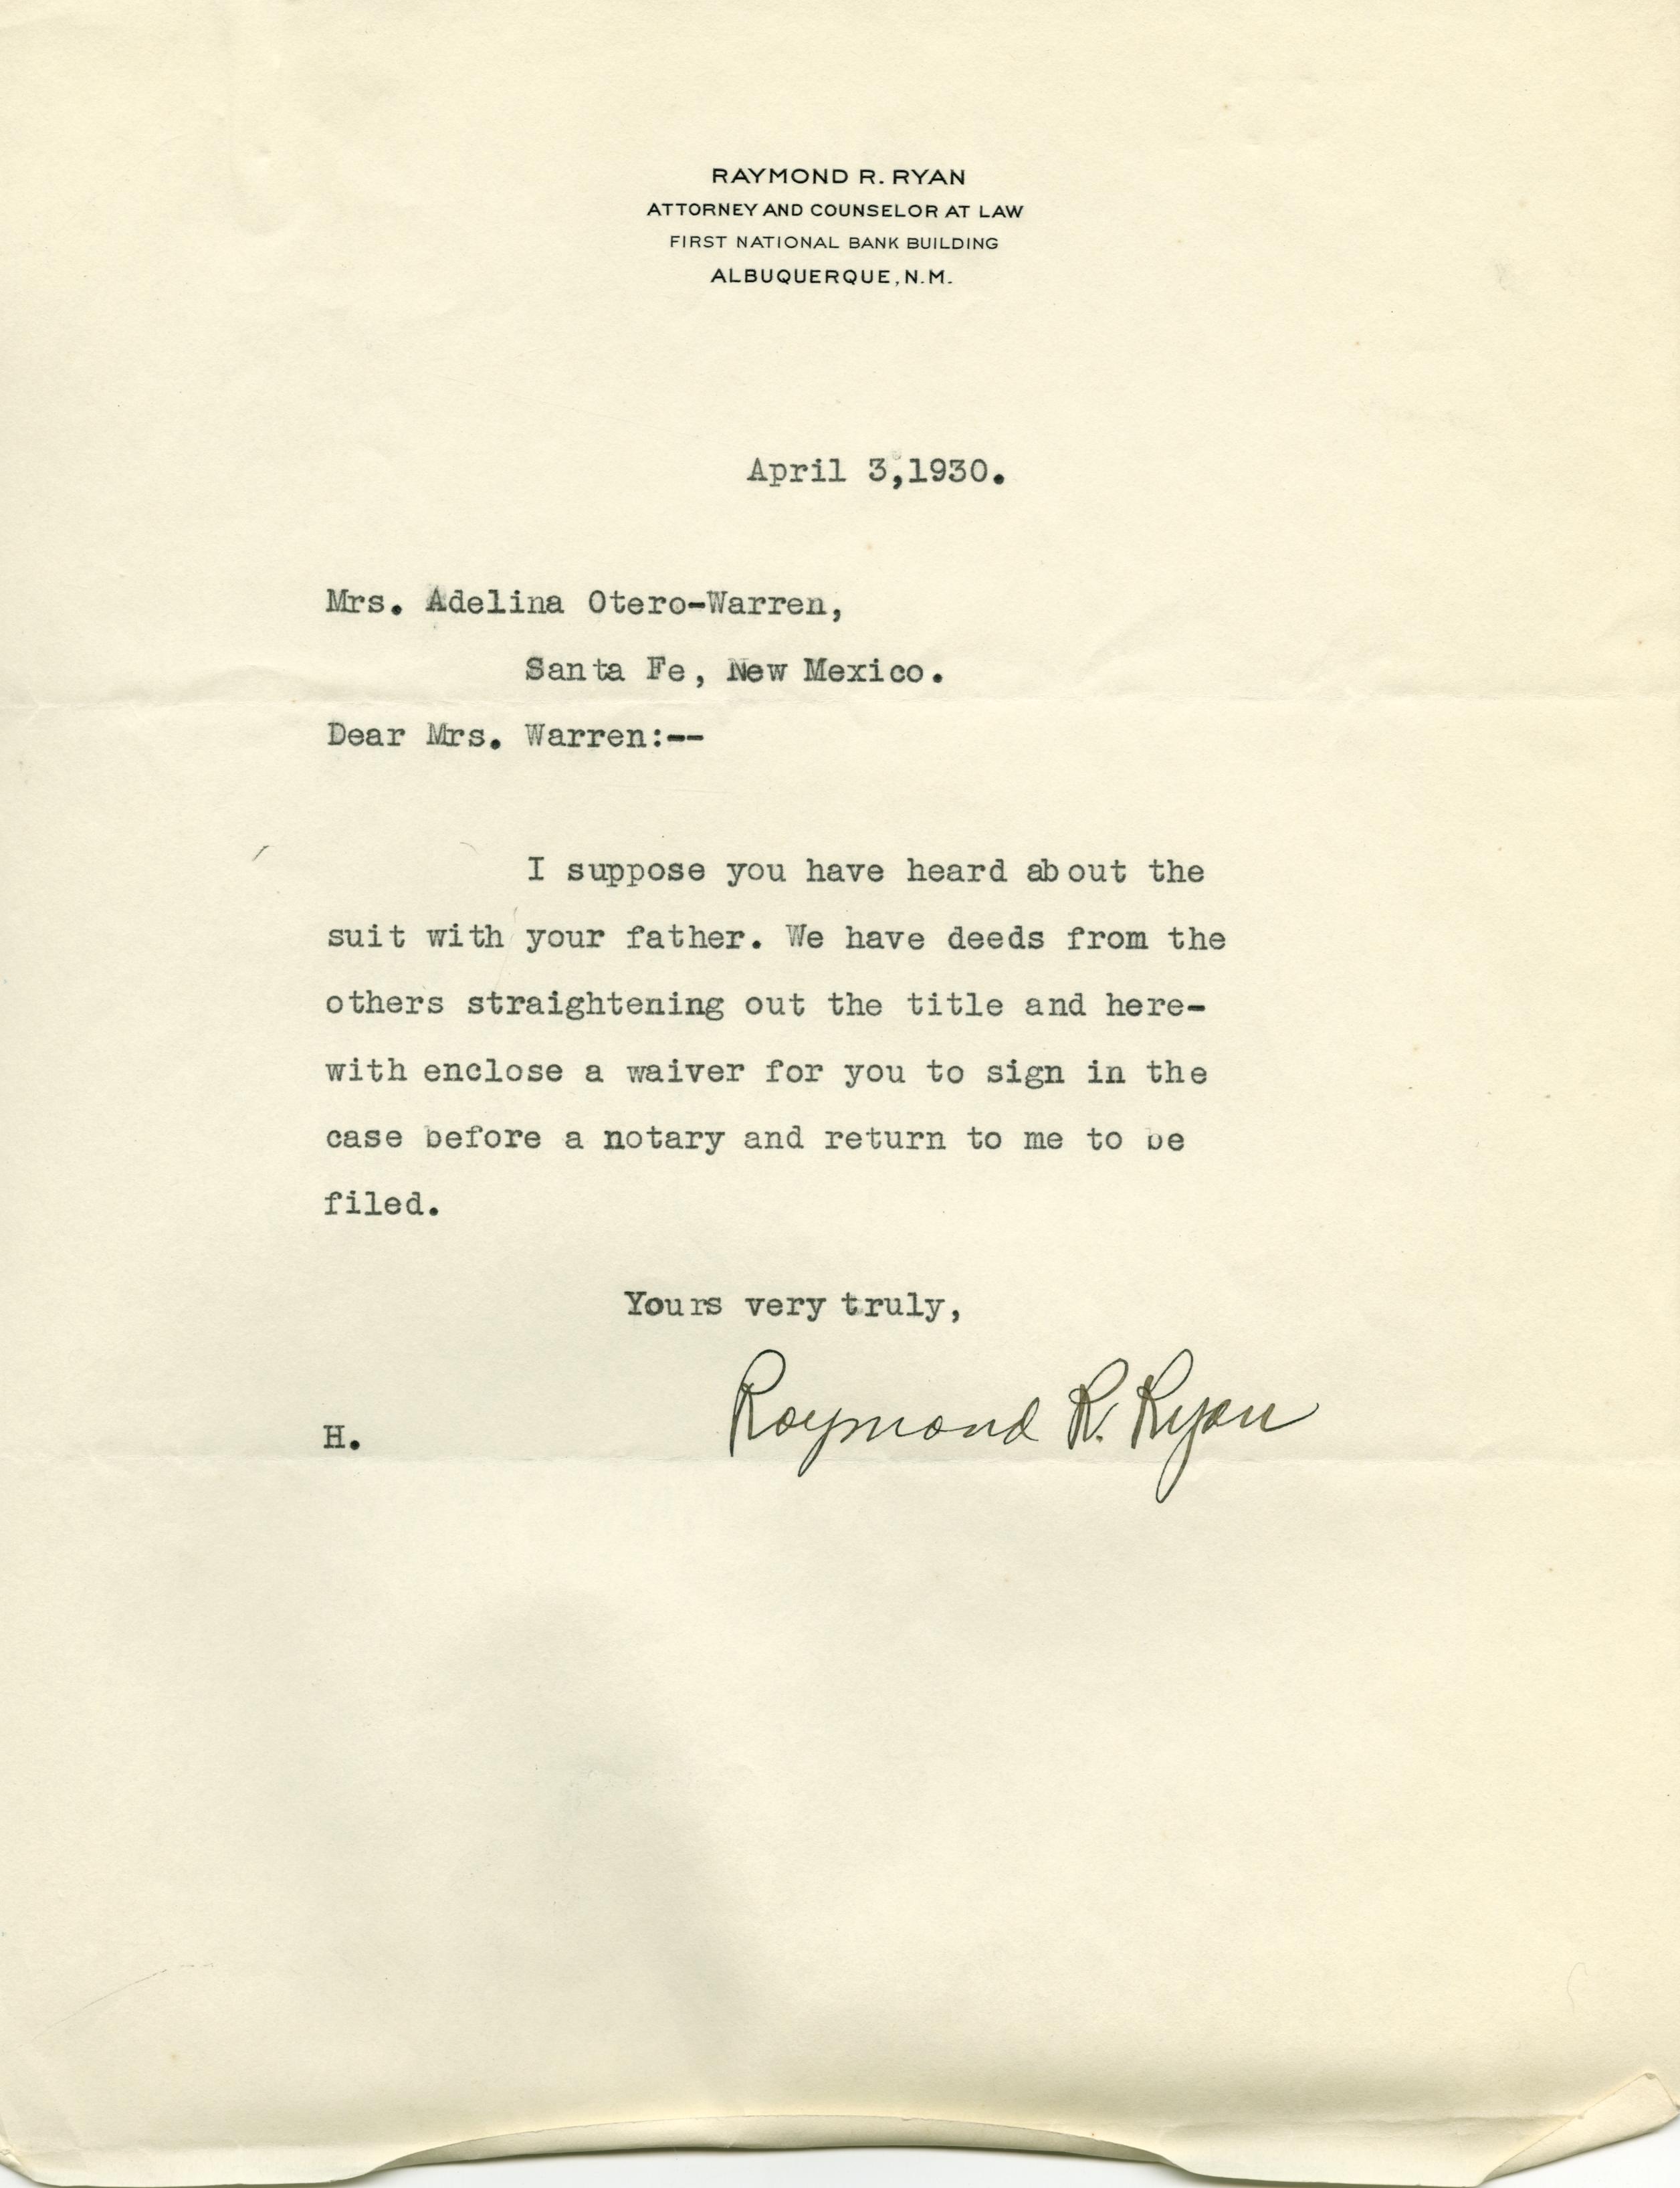 RAYMOND R. RYAN
ATTORNEY AND COUNSELOR AT LAW
FIRST NATIONAL BANK BUILDING
ALBUQUERQUE, N.M.
April 3,1930.
Mrs. Adelina Otero-Warren,
Santa Fe, New Mexico.
Dear Mrs. Warren:--
I suppose you have heard about the
suit with your father. We have deeds from the
others straightening out the title and here-
with enclose a waiver for you to sign in the
case before a notary and return to me to be
filed.
Yours very truly,
Raymond R. Ryan
H.